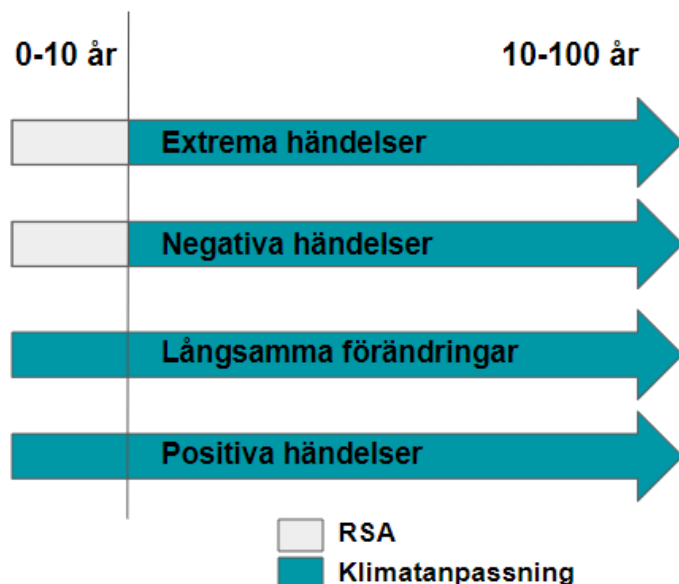 0-10 år
10-100 år
Extrema händelser
Negativa händelser
Långsamma förändringar
Positiva händelser
RSA
Klimatanpassning